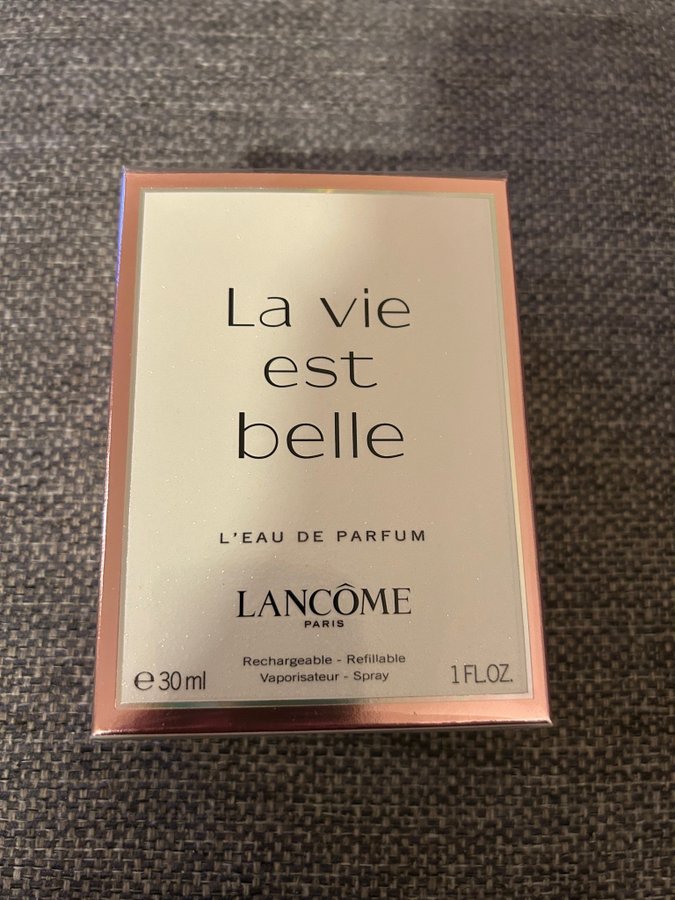 La vie
est
belle
L'EAU DE PARFUM
LANCÔME
PARIS
Rechargeable - Refillable
Vaporisateur - Spray
℮ 30 ml
1 FL.OZ.